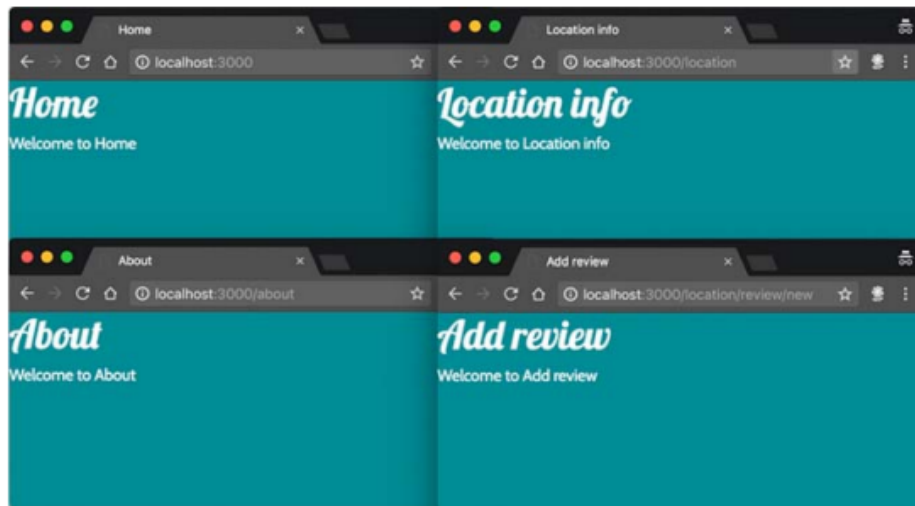 Home
localhost:3000
Home
Welcome to Home
Location info
localhost:3000/location
Location info
Welcome to Location info
About
localhost:3000/about
About
Welcome to About
Add review
localhost:3000/location/review/new
Add review
Welcome to Add review